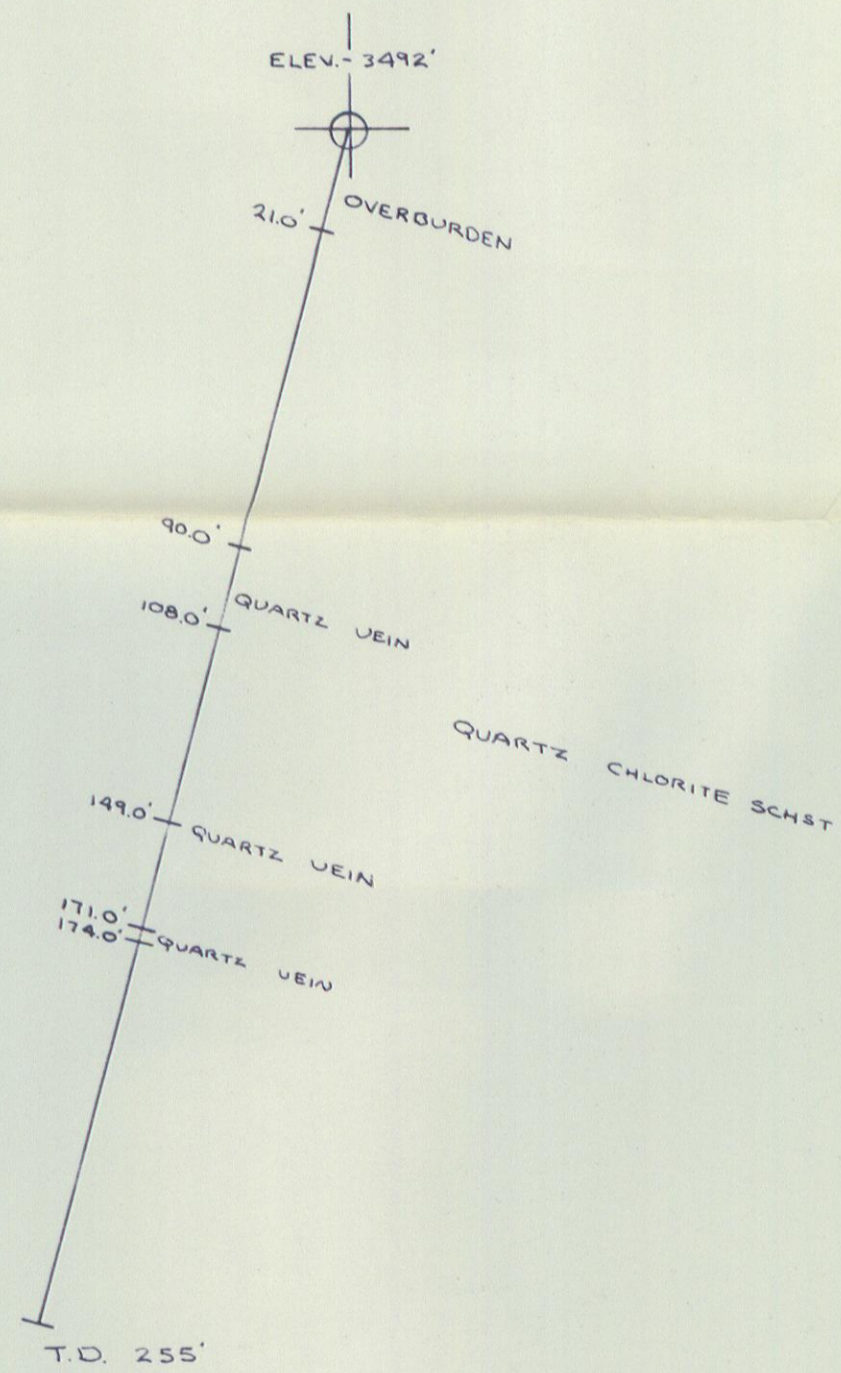 ELEV.- 3492'
21.0' OVERBURDEN
90.0'
108.0' QUARTZ VEIN
QUARTZ CHLORITE SCHST
149.0' QUARTZ VEIN
171.0'
174.0' QUARTZ VEIN
T.D. 255'